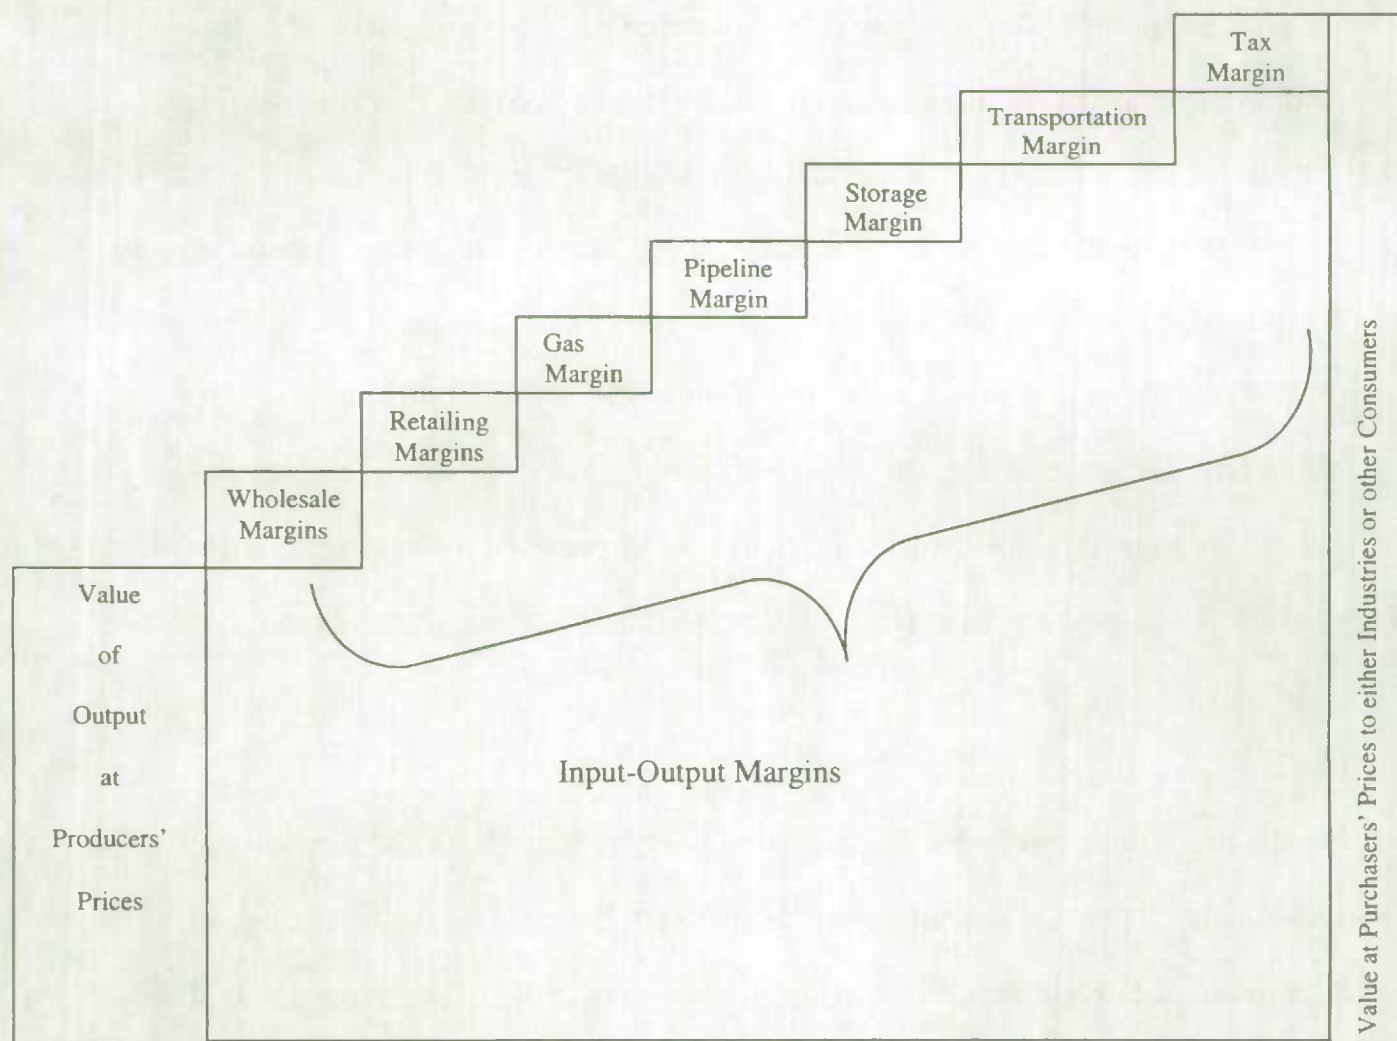 Tax
Margin
Transportation
Margin
Storage
Margin
Pipeline
Margin
Gas
Margin
Retailing
Margins
Wholesale
Margins
Value
of
Output
at
Producers'
Prices
Input-Output Margins
Value at Purchasers' Prices to either Industries or other Consumers